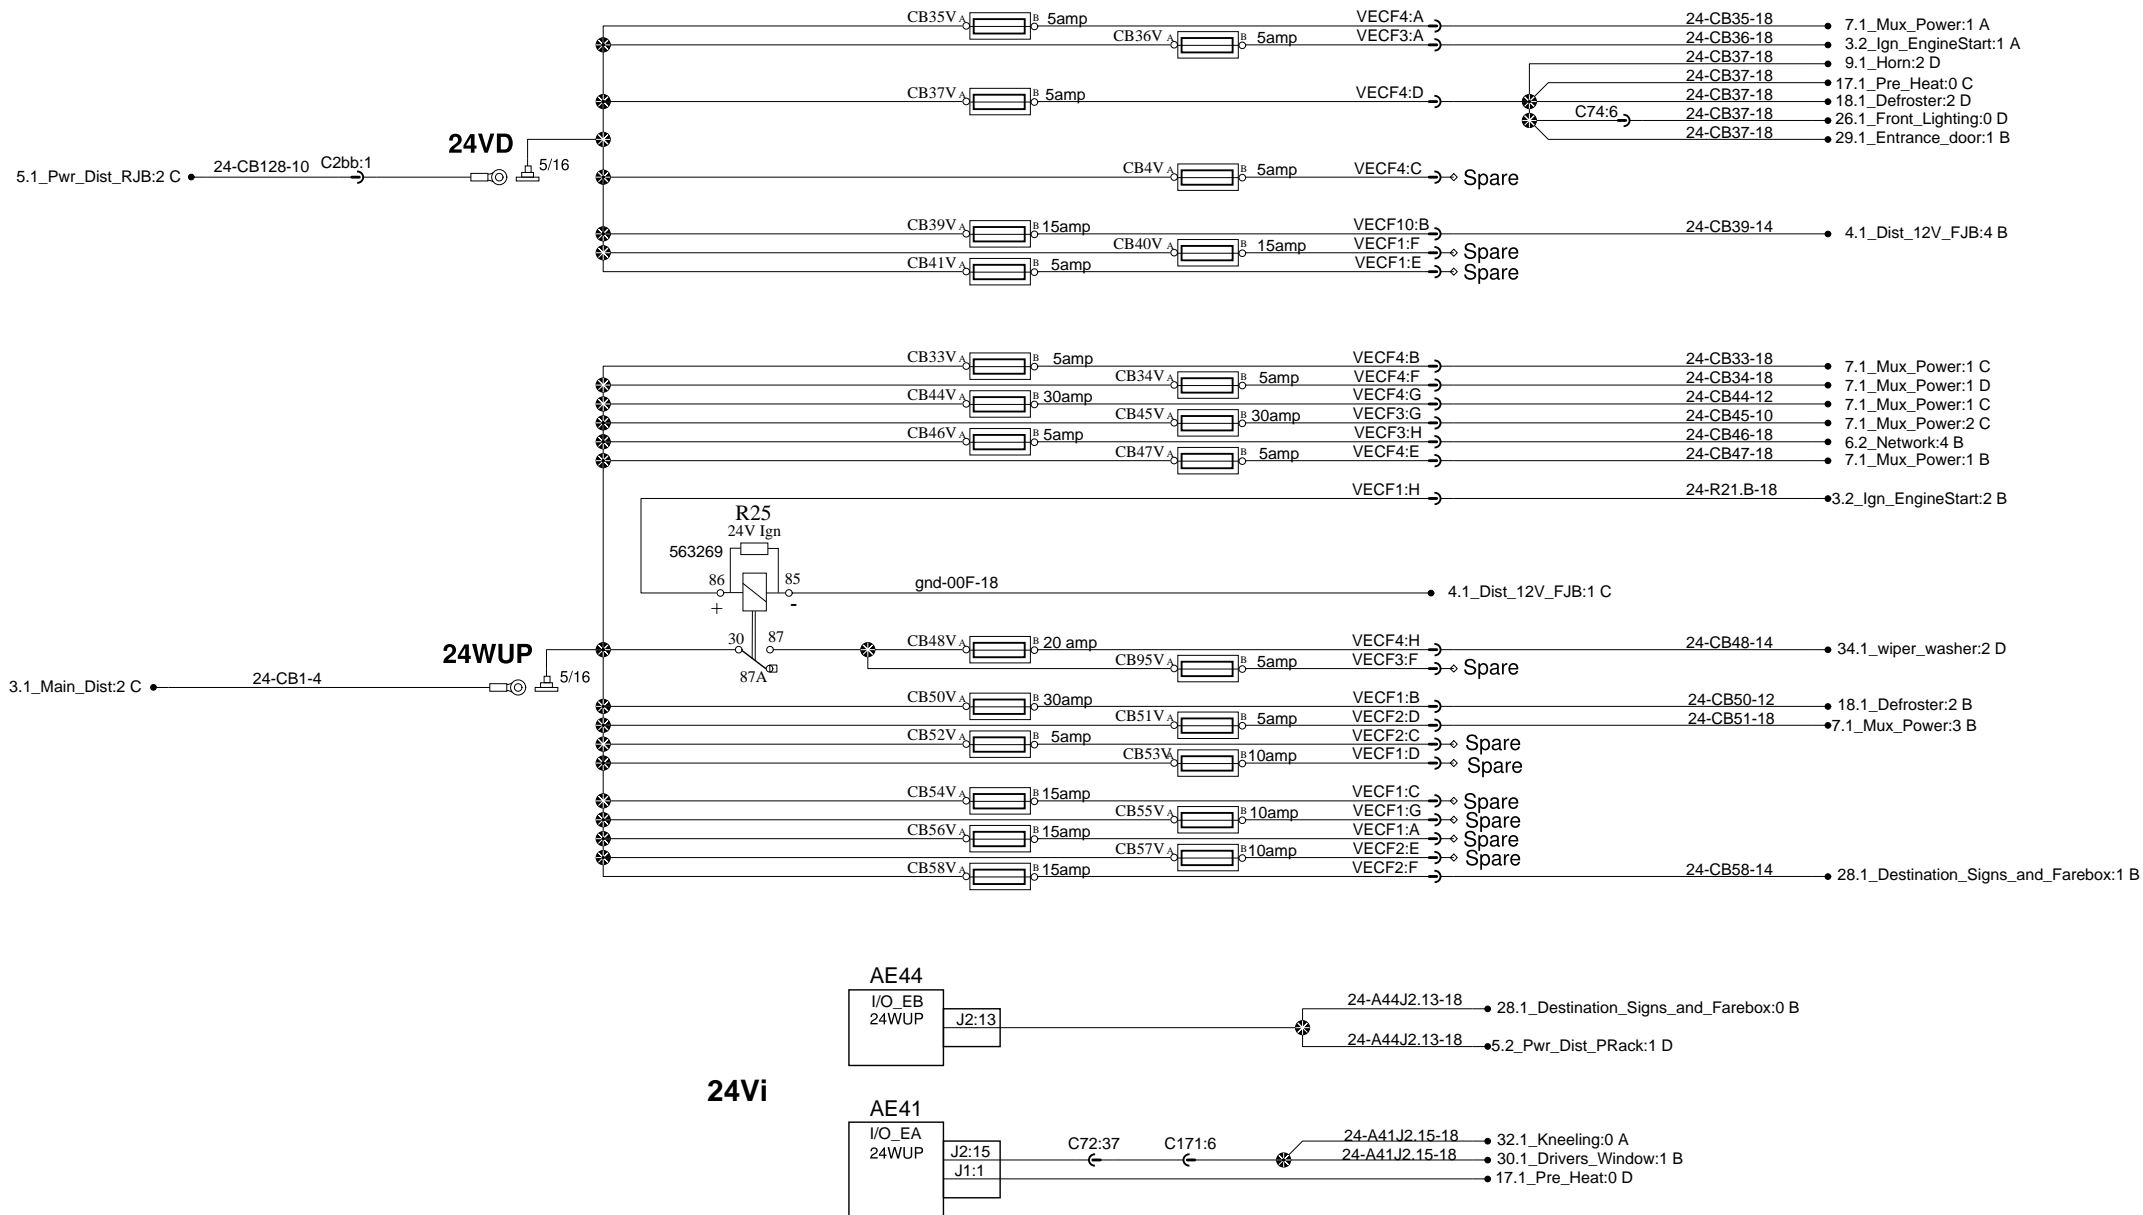 CB35V A B 5amp VECF4:A 24-CB35-18 7.1_Mux_Power:1 A
CB36V A B 5amp VECF3:A 24-CB36-18 3.2_Ign_EngineStart:1 A
24-CB37-18 9.1_Horn:2 D
24-CB37-18 17.1_Pre_Heat:0 C
CB37V A B 5amp VECF4:D 24-CB37-18 18.1_Defroster:2 D
C74:6 24-CB37-18 26.1_Front_Lighting:0 D
24-CB37-18 29.1_Entrance_door:1 B
24VD
5/16
5.1_Pwr_Dist_RJB:2 C 24-CB128-10 C2bb:1
CB4V A B 5amp VECF4:C Spare
CB39V A B 15amp VECF10:B 24-CB39-14 4.1_Dist_12V_FJB:4 B
CB40V A B 15amp VECF1:F Spare
CB41V A B 5amp VECF1:E Spare
CB33V A B 5amp VECF4:B 24-CB33-18 7.1_Mux_Power:1 C
CB34V A B 5amp VECF4:F 24-CB34-18 7.1_Mux_Power:1 D
CB44V A B 30amp VECF4:G 24-CB44-12 7.1_Mux_Power:1 C
CB45V A B 30amp VECF3:G 24-CB45-10 7.1_Mux_Power:2 C
CB46V A B 5amp VECF3:H 24-CB46-18 6.2_Network:4 B
CB47V A B 5amp VECF4:E 24-CB47-18 7.1_Mux_Power:1 B
VECF1:H 24-R21.B-18 3.2_Ign_EngineStart:2 B
R25
24V Ign
563269
86 85 gnd-00F-18 4.1_Dist_12V_FJB:1 C
+ -
30 87
87A
CB48V A B 20 amp VECF4:H 24-CB48-14 34.1_wiper_washer:2 D
CB95V A B 5amp VECF3:F Spare
24WUP
5/16
3.1_Main_Dist:2 C 24-CB1-4
CB50V A B 30amp VECF1:B 24-CB50-12 18.1_Defroster:2 B
CB51V A B 5amp VECF2:D 24-CB51-18 7.1_Mux_Power:3 B
CB52V A B 5amp VECF2:C Spare
CB53V A B 10amp VECF1:D Spare
CB54V A B 15amp VECF1:C Spare
CB55V A B 10amp VECF1:G Spare
CB56V A B 15amp VECF1:A Spare
CB57V A B 10amp VECF2:E Spare
CB58V A B 15amp VECF2:F 24-CB58-14 28.1_Destination_Signs_and_Farebox:1 B
AE44
I/O_EB
24WUP
J2:13
24-A44J2.13-18 28.1_Destination_Signs_and_Farebox:0 B
24-A44J2.13-18 5.2_Pwr_Dist_PRack:1 D
24Vi
AE41
I/O_EA
24WUP
J2:15 C72:37 C171:6
J1:1
24-A41J2.15-18 32.1_Kneeling:0 A
24-A41J2.15-18 30.1_Drivers_Window:1 B
17.1_Pre_Heat:0 D